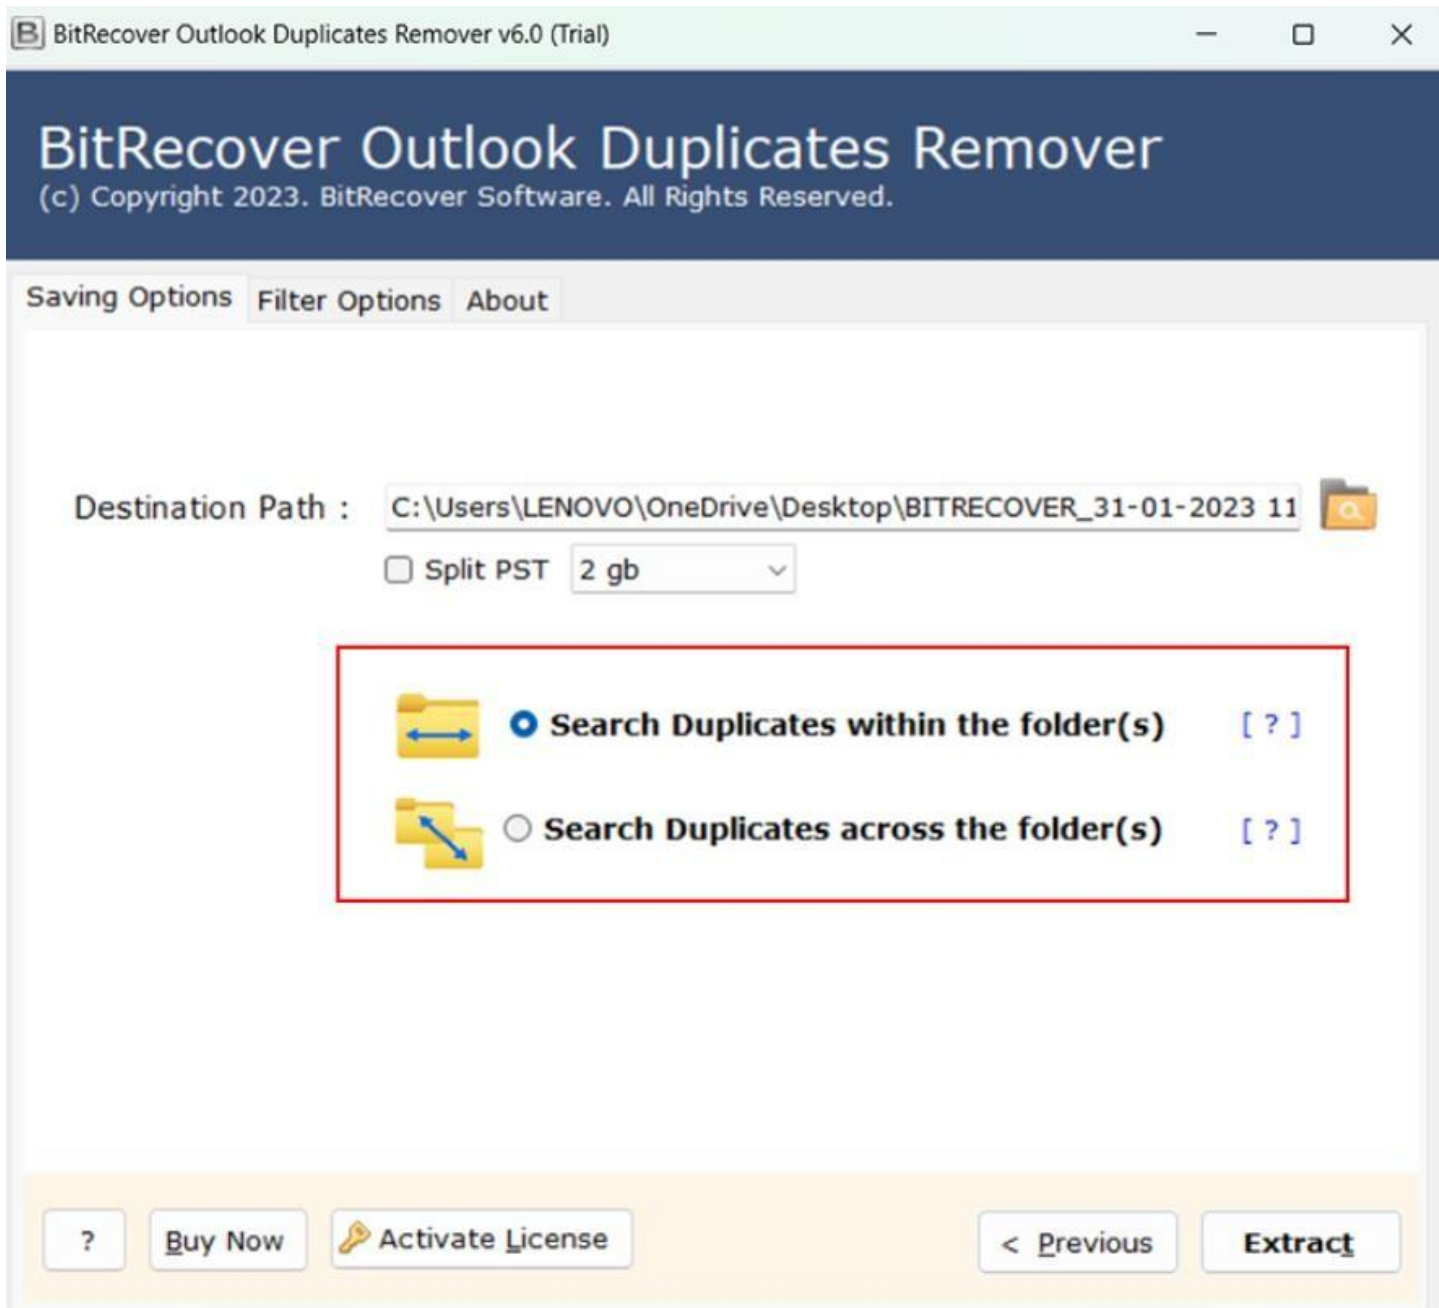 BitRecover Outlook Duplicates Remover v6.0 (Trial)
BitRecover Outlook Duplicates Remover
(c) Copyright 2023. BitRecover Software. All Rights Reserved.
Saving Options Filter Options About
Destination Path : C:\Users\LENOVO\OneDrive\Desktop\BITRECOVER_31-01-2023 11
Split PST 2 gb
Search Duplicates within the folder(s) [ ? ]
Search Duplicates across the folder(s) [ ? ]
? Buy Now Activate License < Previous Extract